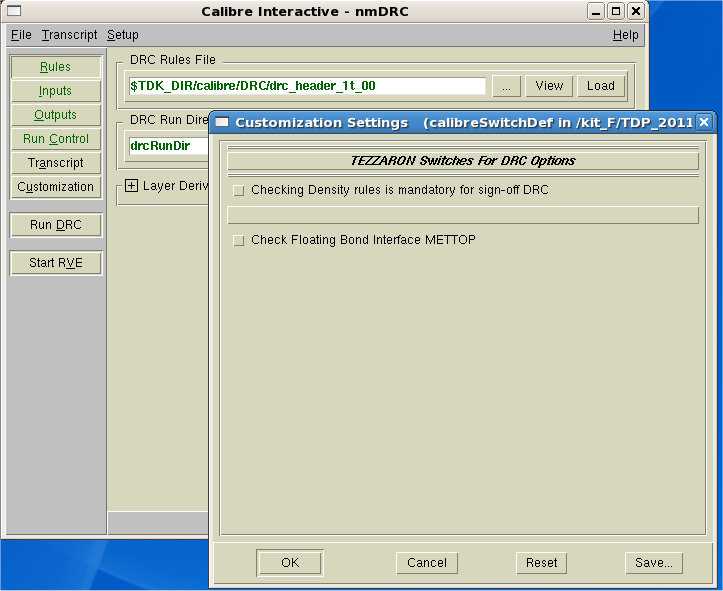 Calibre Interactive - nmDRC
File Transcript Setup Help
Rules
Inputs
Outputs
Run Control
Transcript
Customization
Run DRC
Start RVE
DRC Rules File
$TDK_DIR/calibre/DRC/drc_header_1t_00
... View Load
DRC Run Dire
drcRunDir
+ Layer Deriv
Customization Settings (calibreSwitchDef in /kit_F/TDP_2011
TEZZARON Switches For DRC Options
Checking Density rules is mandatory for sign-off DRC
Check Floating Bond Interface METTOP
OK Cancel Reset Save...